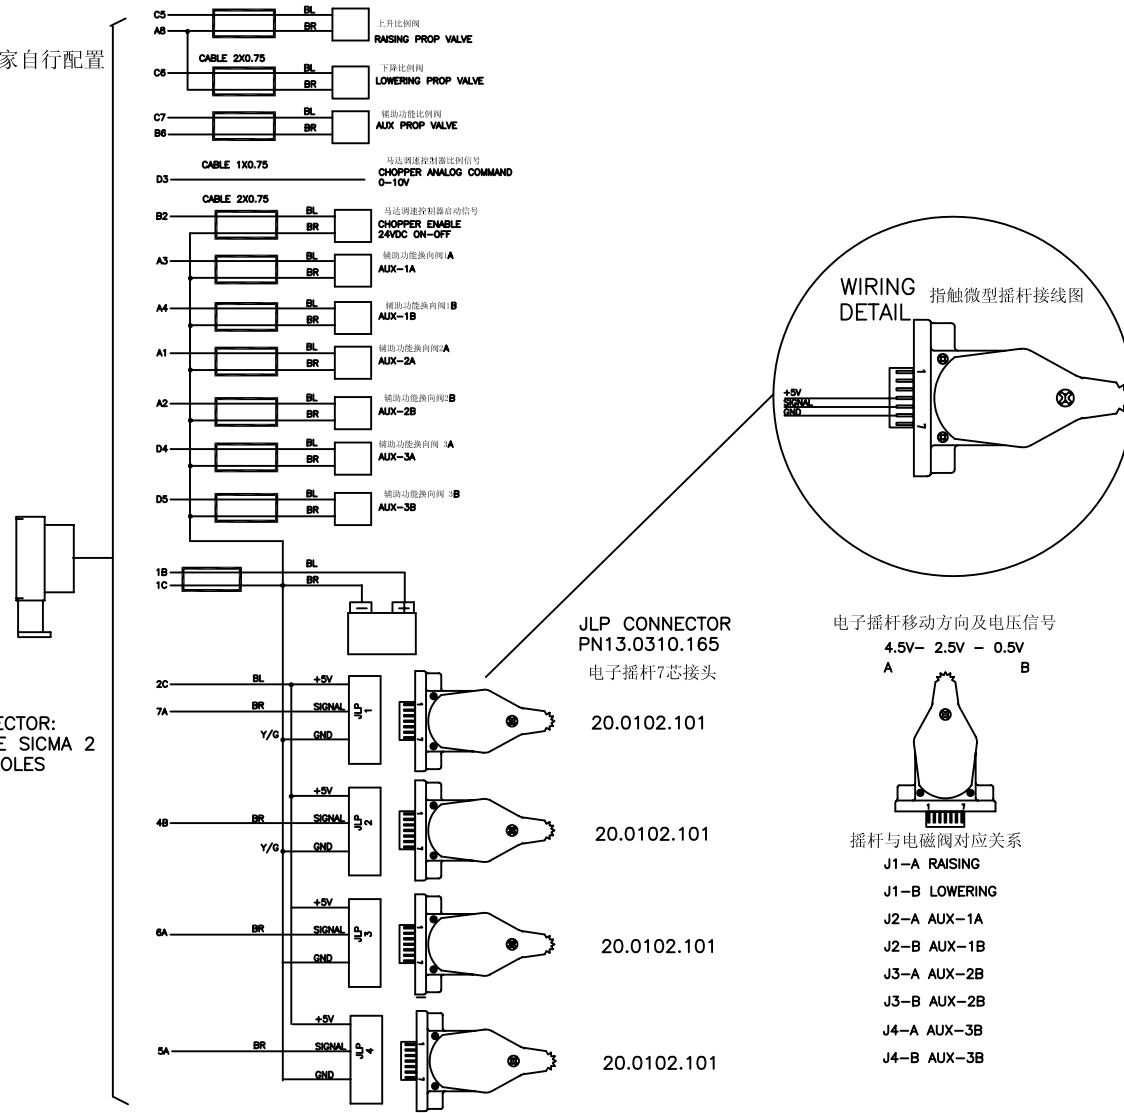 家自行配置
C5
BL
A8
BR
上升比例阀
RAISING PROP VALVE
CABLE 2X0.75
C6
BL
BR
下降比例阀
LOWERING PROP VALVE
C7
BL
B6
BR
辅助功能比例阀
AUX PROP VALVE
CABLE 1X0.75
D3
马达调速控制器比例信号
CHOPPER ANALOG COMMAND
0-10V
CABLE 2X0.75
B2
BL
BR
马达调速控制器启动信号
CHOPPER ENABLE
24VDC ON-OFF
A3
BL
BR
辅助功能换向阀1A
AUX-1A
A4
BL
BR
辅助功能换向阀1B
AUX-1B
A1
BL
BR
辅助功能换向阀2A
AUX-2A
A2
BL
BR
辅助功能换向阀2B
AUX-2B
D4
BL
BR
辅助功能换向阀 3A
AUX-3A
D5
BL
BR
辅助功能换向阀 3B
AUX-3B
1B
BL
1C
BR
- +
WIRING
DETAIL
指触微型摇杆接线图
+5V
SIGNAL
GND
1
7
JLP CONNECTOR
PN13.0310.165
电子摇杆7芯接头
ECTOR:
E SICMA 2
OLES
2C
BL
+5V
7A
BR
SIGNAL
Y/G
GND
JLP
1
1
7
20.0102.101
+5V
4B
BR
SIGNAL
Y/G
GND
JLP
2
1
7
20.0102.101
+5V
6A
BR
SIGNAL
GND
JLP
3
1
7
20.0102.101
+5V
5A
BR
SIGNAL
GND
JLP
4
1
7
20.0102.101
电子摇杆移动方向及电压信号
4.5V- 2.5V - 0.5V
A
B
1 7
摇杆与电磁阀对应关系
J1-A RAISING
J1-B LOWERING
J2-A AUX-1A
J2-B AUX-1B
J3-A AUX-2B
J3-B AUX-2B
J4-A AUX-3B
J4-B AUX-3B